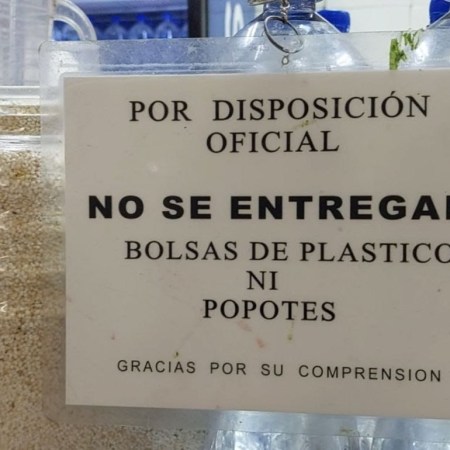 POR DISPOSICIÓN
OFICIAL
NO SE ENTREGA
BOLSAS DE PLASTICO
NI
POPOTES
GRACIAS POR SU COMPRENSION